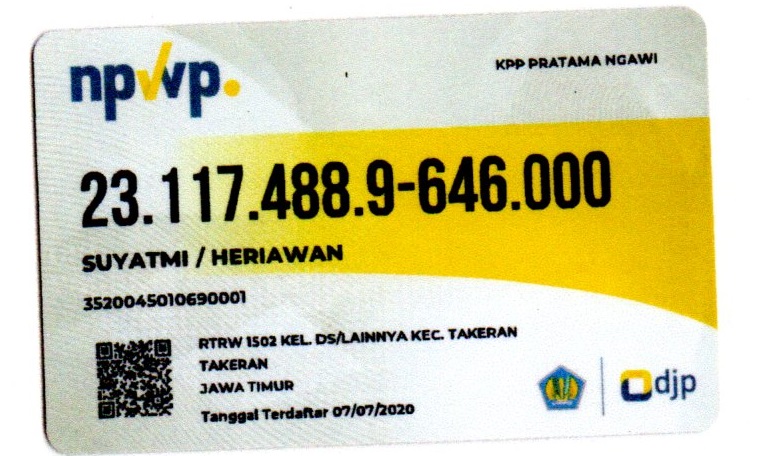 npwp.
KPP PRATAMA NGAWI
23.117.488.9-646.000
SUYATMI / HERIAWAN
3520045010690001
RTRW 1502 KEL. DS/LAINNYA KEC. TAKERAN
TAKERAN
JAWA TIMUR
Tanggal Terdaftar 07/07/2020
djp